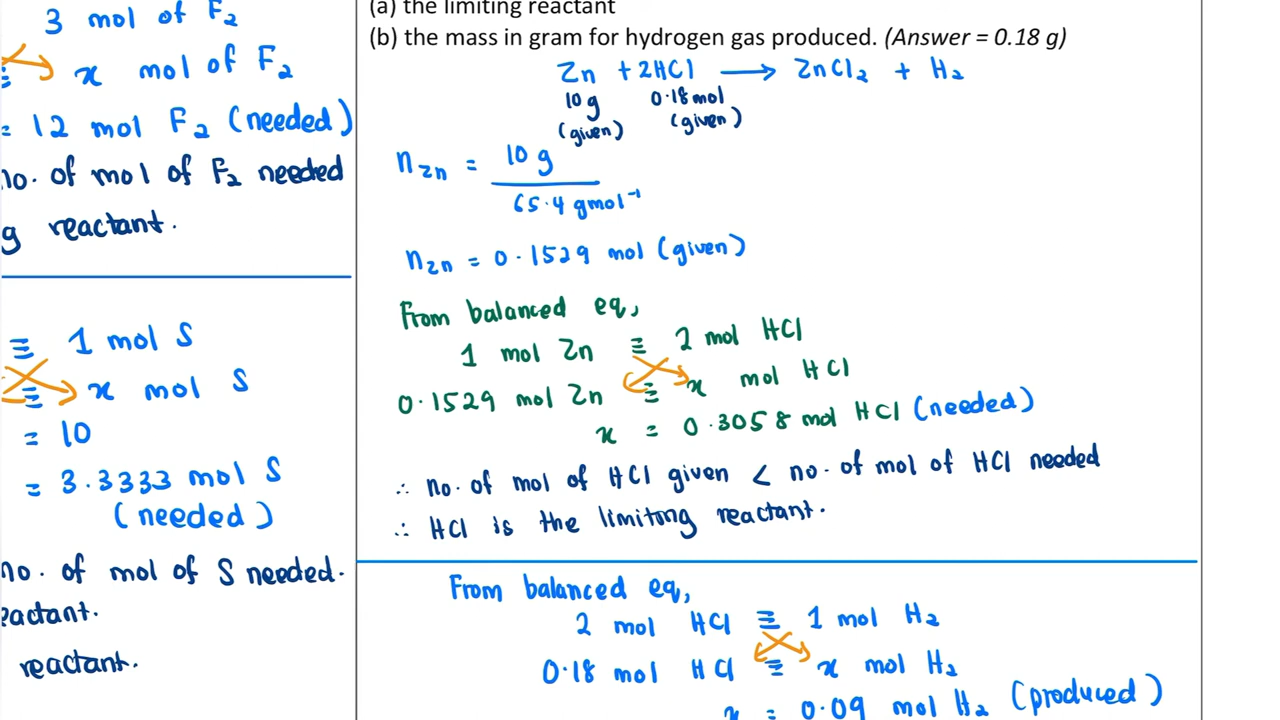 3 mol of F₂
≡ x mol of F₂
= 12 mol F₂ (needed)
no. of mol of F₂ needed
g reactant.
≡ 1 mol S
≡ x mol S
= 10
= 3.3333 mol S
(needed)
no. of mol of S needed.
eactant.
reactant.
(a) the limiting reactant
(b) the mass in gram for hydrogen gas produced. (Answer = 0.18 g)
Zn + 2HCl ⟶ ZnCl₂ + H₂
10g 0.18 mol
(given) (given)
n Zn = 10 g
65.4 gmol⁻¹
n Zn = 0.1529 mol (given)
From balanced eq,
1 mol Zn ≡ 2 mol HCl
0.1529 mol Zn ≡ x mol HCl
x = 0.3058 mol HCl (needed)
∴ no. of mol of HCl given < no. of mol of HCl needed
∴ HCl is the limitong reactant.
From balanced eq,
2 mol HCl ≡ 1 mol H₂
0.18 mol HCl ≡ x mol H₂
x = 0.09 mol H₂ (produced)